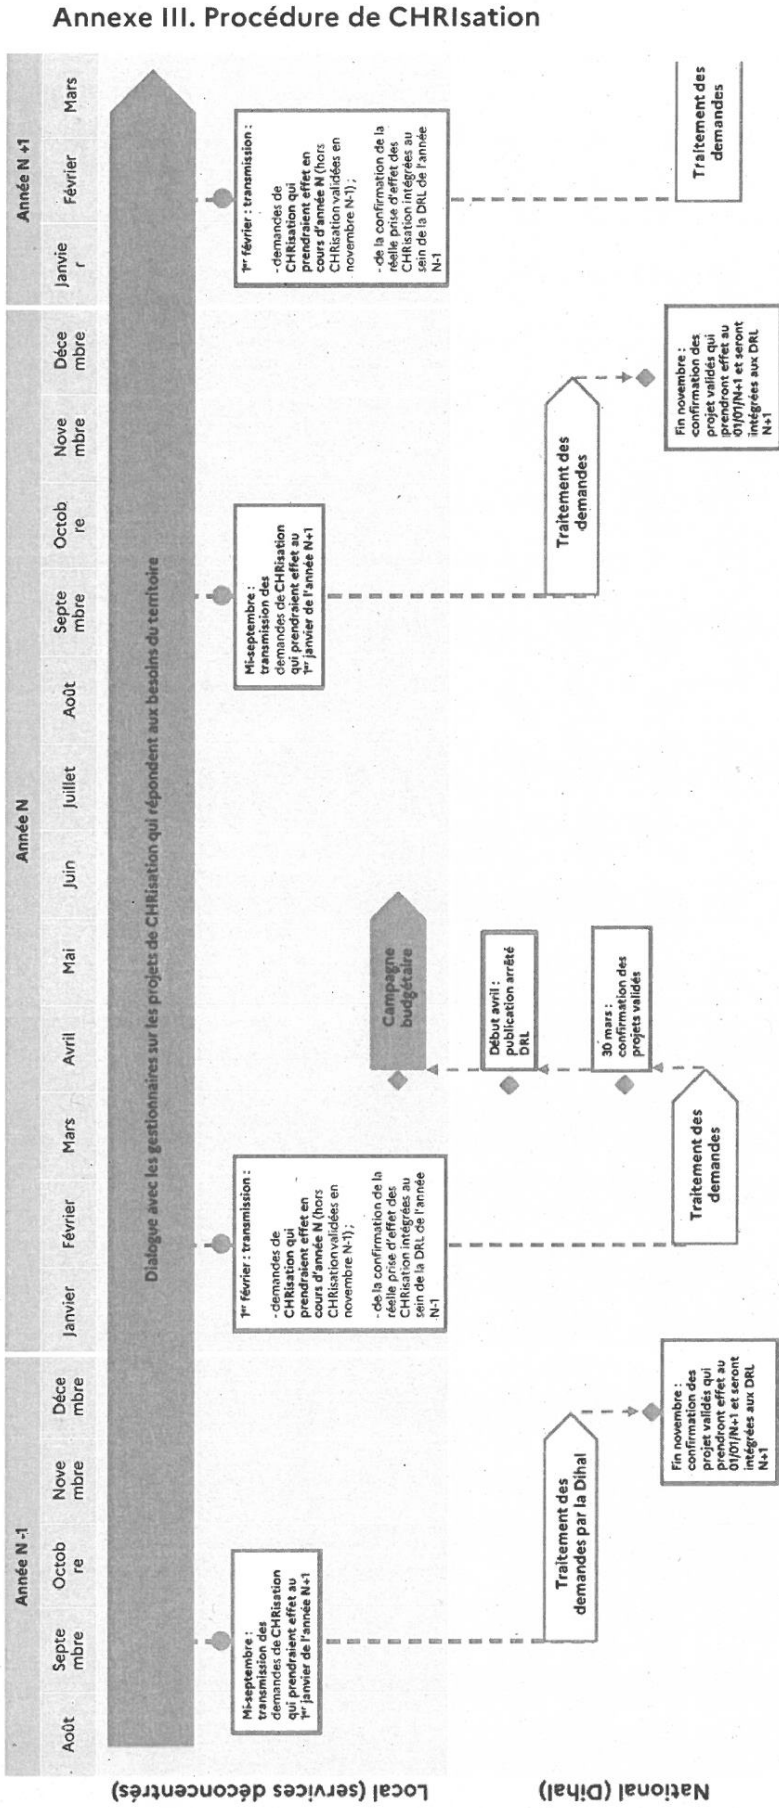 Annexe III. Procédure de CHRIsation
Année N -1
Année N
Année N +1
Août
Septe
mbre
Octob
re
Nove
mbre
Déce
mbre
Janvier
Février
Mars
Avril
Mai
Juin
Juillet
Août
Septe
mbre
Octob
re
Nove
mbre
Déce
mbre
Janvie
r
Février
Mars
Local (services déconcentrés)
Dialogue avec les gestionnaires sur les projets de CHRIsation qui répondent aux besoins du territoire
Mi-septembre :
transmission des
demandes de CHRisation
qui prendraient effet au
1er janvier de l'année N+1
1er février : transmission :
- demandes de
CHRisation qui
prendraient effet en
cours d'année N (hors
CHRisation validées en
novembre N-1) ;
- de la confirmation de la
réelle prise d'effet des
CHRisation intégrées au
sein de la DRL de l'année
N-1
Campagne
budgétaire
Mi-septembre :
transmission des
demandes de CHRisation
qui prendraient effet au
1er janvier de l'année N+1
1er février : transmission :
- demandes de
CHRisation qui
prendraient effet en
cours d'année N (hors
CHRisation validées en
novembre N-1) ;
- de la confirmation de la
réelle prise d'effet des
CHRisation intégrées au
sein de la DRL de l'année
N-1
National (Dihal)
Traitement des
demandes par la Dihal
Fin novembre :
confirmation des
projet validés qui
prendront effet au
01/01/N+1 et seront
intégrées aux DRL
N+1
Traitement des
demandes
30 mars :
confirmation des
projets validés
Début avril :
publication arrêté
DRL
Traitement des
demandes
Fin novembre :
confirmation des
projet validés qui
prendront effet au
01/01/N+1 et seront
intégrées aux DRL
N+1
Traitement des
demandes